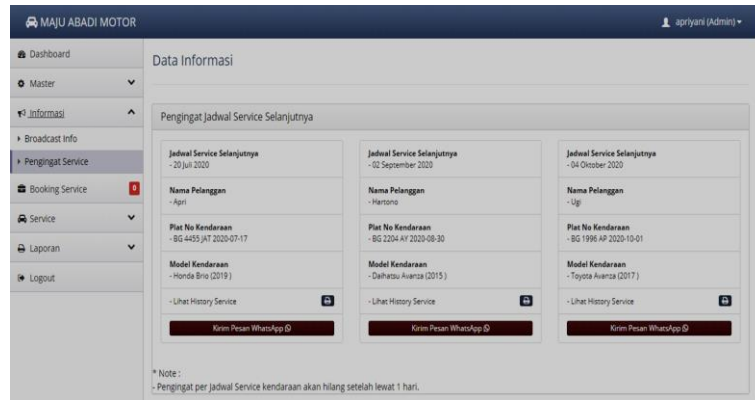 MAJU ABADI MOTOR
apriyani (Admin)
Dashboard
Master
Informasi
Broadcast Info
Pengingat Service
Booking Service 0
Service
Laporan
Logout
Data Informasi
Pengingat Jadwal Service Selanjutnya
Jadwal Service Selanjutnya
- 20 Juli 2020
Nama Pelanggan
- Apri
Plat No Kendaraan
- BG 4455 JAT 2020-07-17
Model Kendaraan
- Honda Brio (2019 )
- Lihat History Service
Kirim Pesan WhatsApp
Jadwal Service Selanjutnya
- 02 September 2020
Nama Pelanggan
- Hartono
Plat No Kendaraan
- BG 2204 AY 2020-08-30
Model Kendaraan
- Daihatsu Avanza (2015 )
- Lihat History Service
Kirim Pesan WhatsApp
Jadwal Service Selanjutnya
- 04 Oktober 2020
Nama Pelanggan
- Ugi
Plat No Kendaraan
- BG 1996 AP 2020-10-01
Model Kendaraan
- Toyota Avanza (2017 )
- Lihat History Service
Kirim Pesan WhatsApp
* Note :
- Pengingat per Jadwal Service kendaraan akan hilang setelah lewat 1 hari.